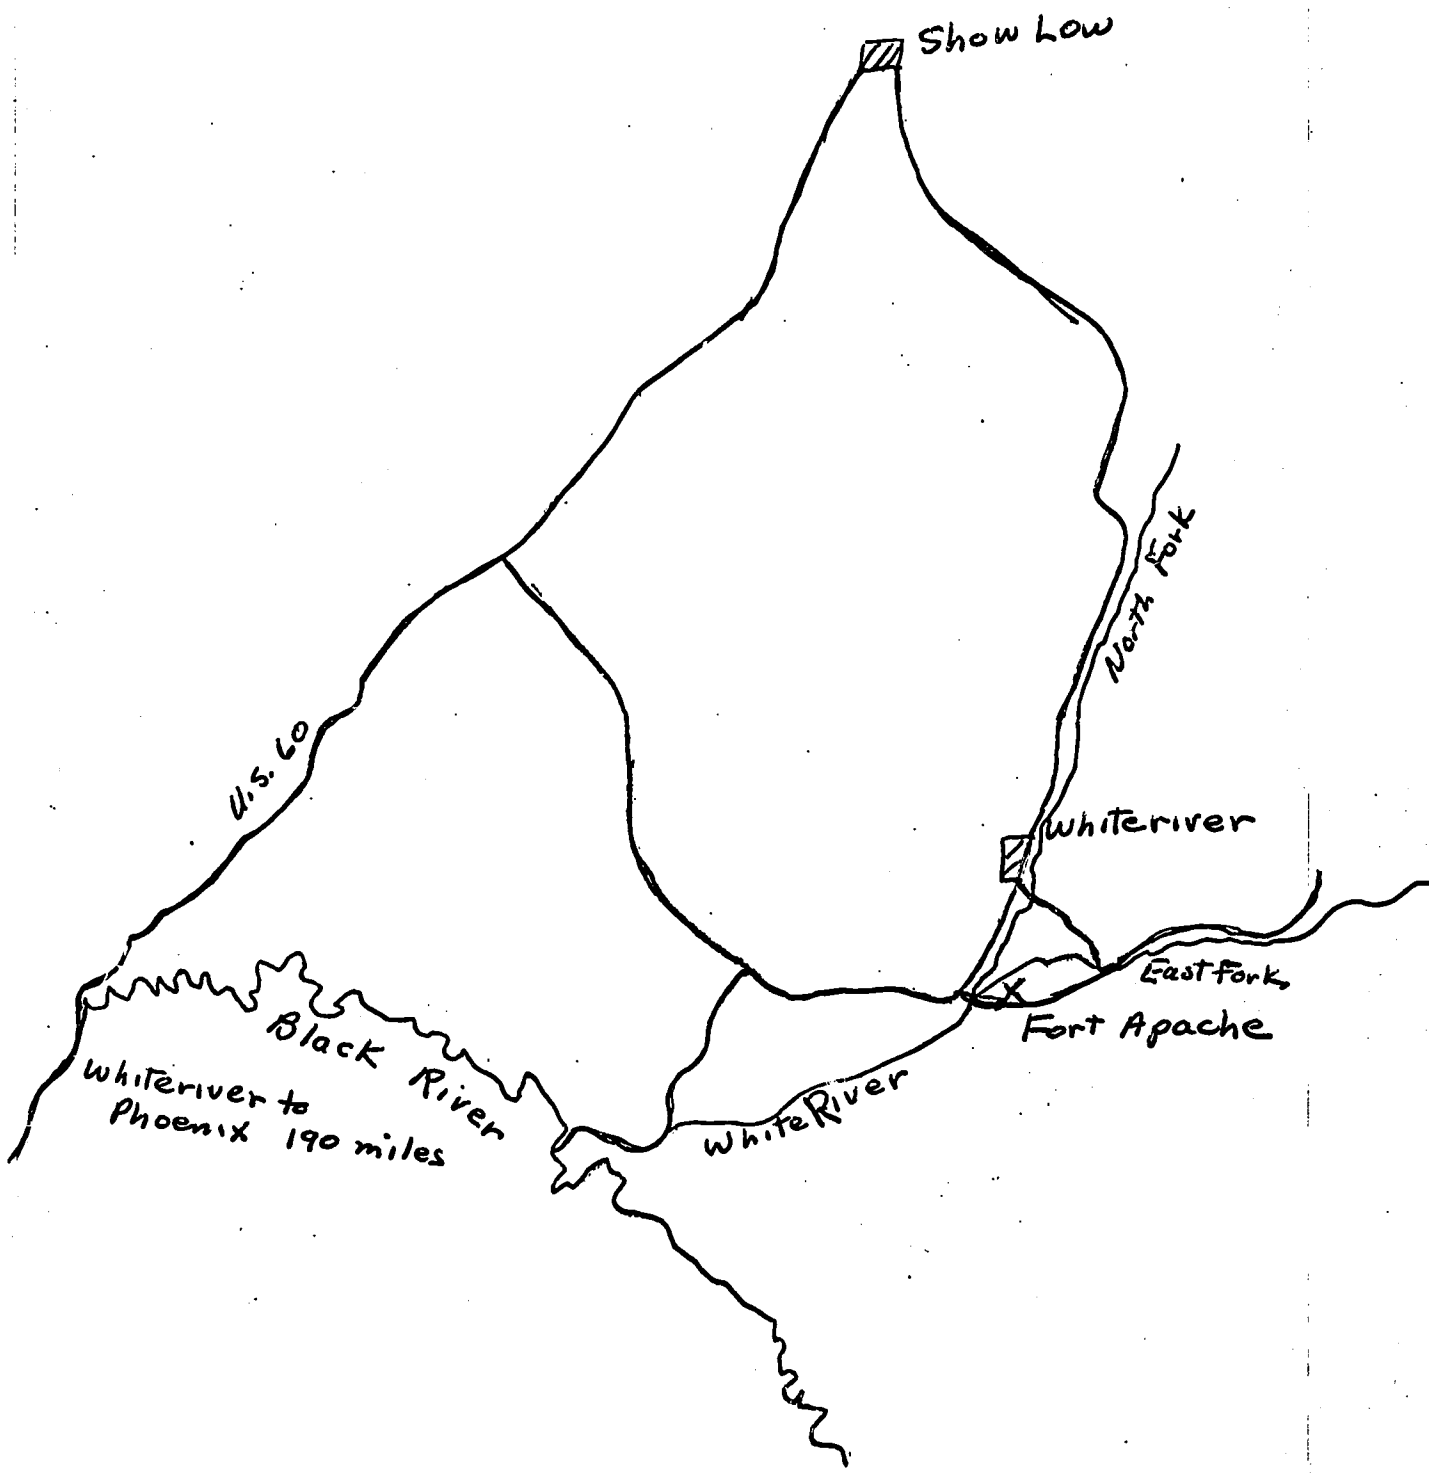 Show Low
North Fork
U.S. 60
Whiteriver
East Fork
Fort Apache
Black River
Whiteriver to
Phoenix 190 miles
White River
X